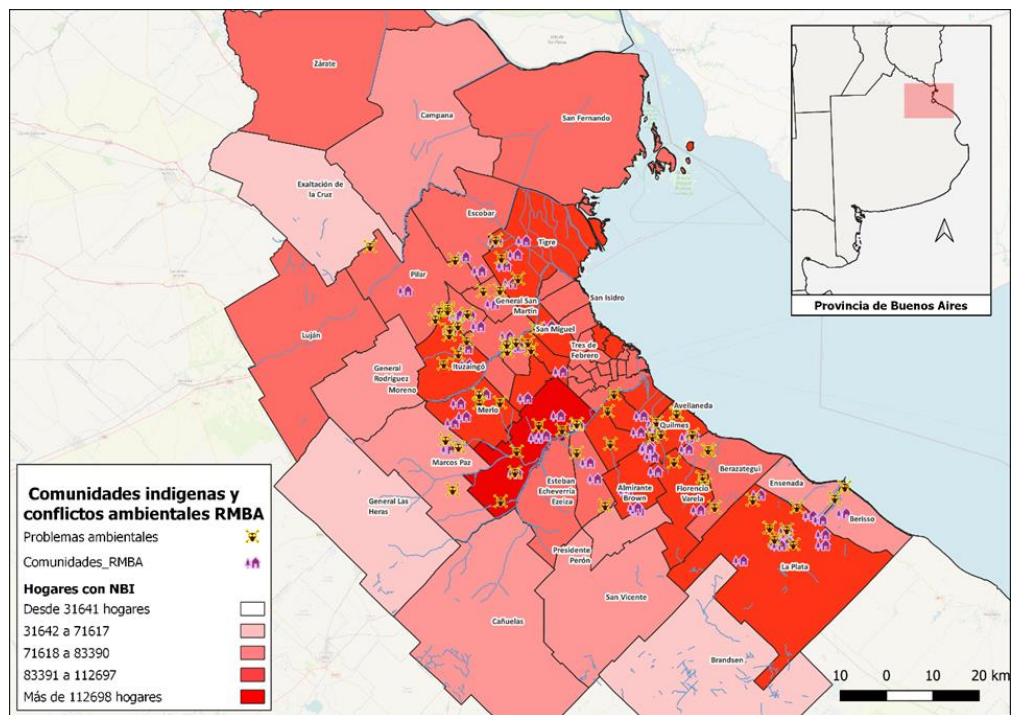 Zárate
Campana
San Fernando
Exaltación de
la Cruz
Escobar
Tigre
Pilar
General San
Martín
San Isidro
San Miguel
Luján
Tres de
Febrero
General
Rodríguez
Moreno
Ituzaingó
Merlo
Avellaneda
Quilmes
Marcos Paz
Berazategui
General Las
Heras
Esteban
Echeverría
Ezeiza
Almirante
Brown
Florencio
Varela
Ensenada
Berisso
Presidente
Perón
La Plata
San Vicente
Cañuelas
Brandsen
Provincia de Buenos Aires
Comunidades indigenas y
conflictos ambientales RMBA
Problemas ambientales
Comunidades_RMBA
Hogares con NBI
Desde 31641 hogares
31642 a 71617
71618 a 83390
83391 a 112697
Más de 112698 hogares
10 0 10 20 km